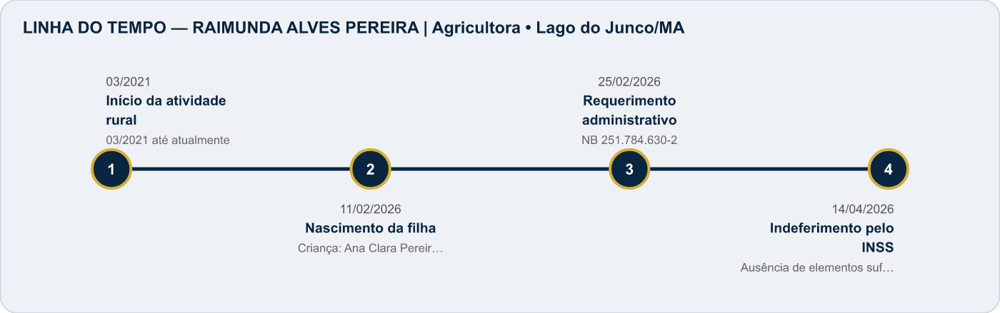 LINHA DO TEMPO — RAIMUNDA ALVES PEREIRA | Agricultora • Lago do Junco/MA
03/2021
Início da atividade
rural
03/2021 até atualmente
25/02/2026
Requerimento
administrativo
NB 251.784.630-2
1
2
3
4
11/02/2026
Nascimento da filha
Criança: Ana Clara Pereir…
14/04/2026
Indeferimento pelo
INSS
Ausência de elementos suf…